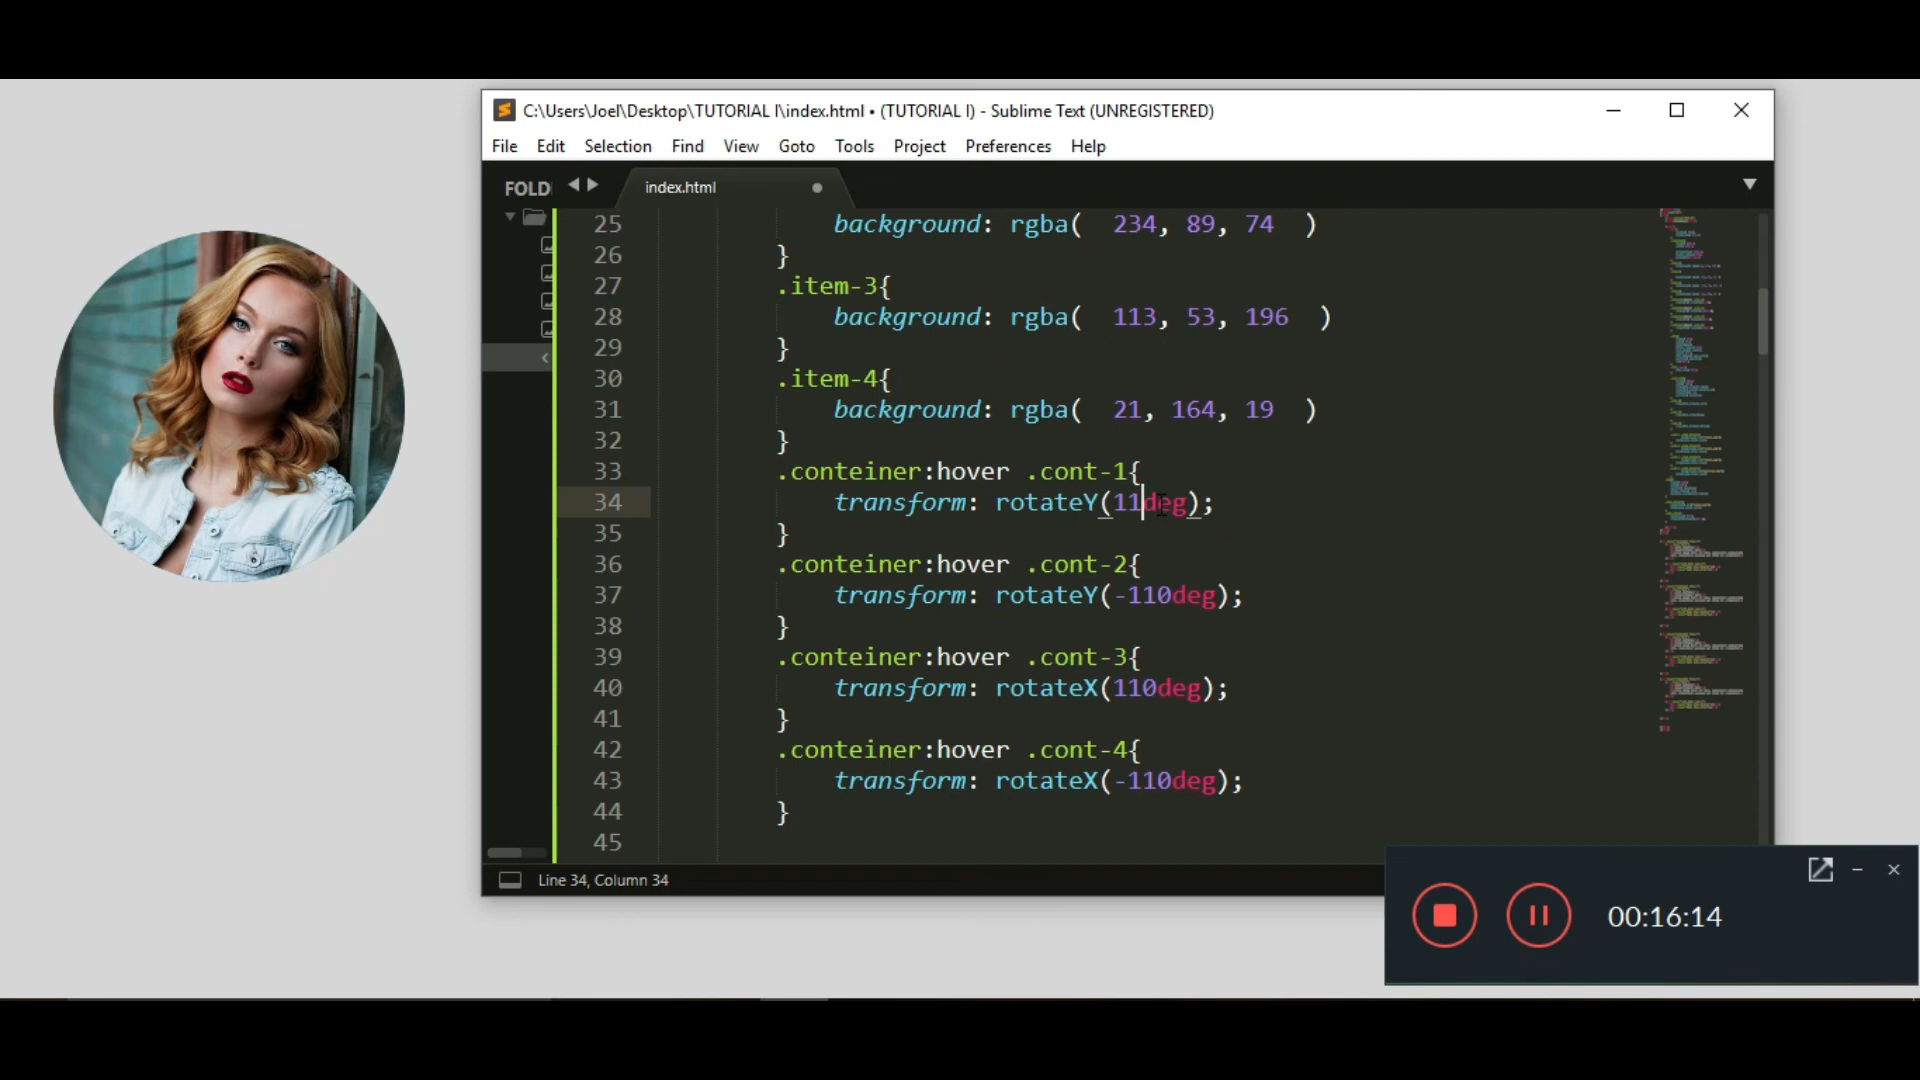 C:\Users\Joel\Desktop\TUTORIAL I\index.html • (TUTORIAL I) - Sublime Text (UNREGISTERED)
File Edit Selection Find View Goto Tools Project Preferences Help
FOLD
index.html
25 background: rgba( 234, 89, 74 )
26 }
27 .item-3{
28 background: rgba( 113, 53, 196 )
29 }
30 .item-4{
31 background: rgba( 21, 164, 19 )
32 }
33 .conteiner:hover .cont-1{
34 transform: rotateY(11deg);
35 }
36 .conteiner:hover .cont-2{
37 transform: rotateY(-110deg);
38 }
39 .conteiner:hover .cont-3{
40 transform: rotateX(110deg);
41 }
42 .conteiner:hover .cont-4{
43 transform: rotateX(-110deg);
44 }
45
Line 34, Column 34
00:16:14